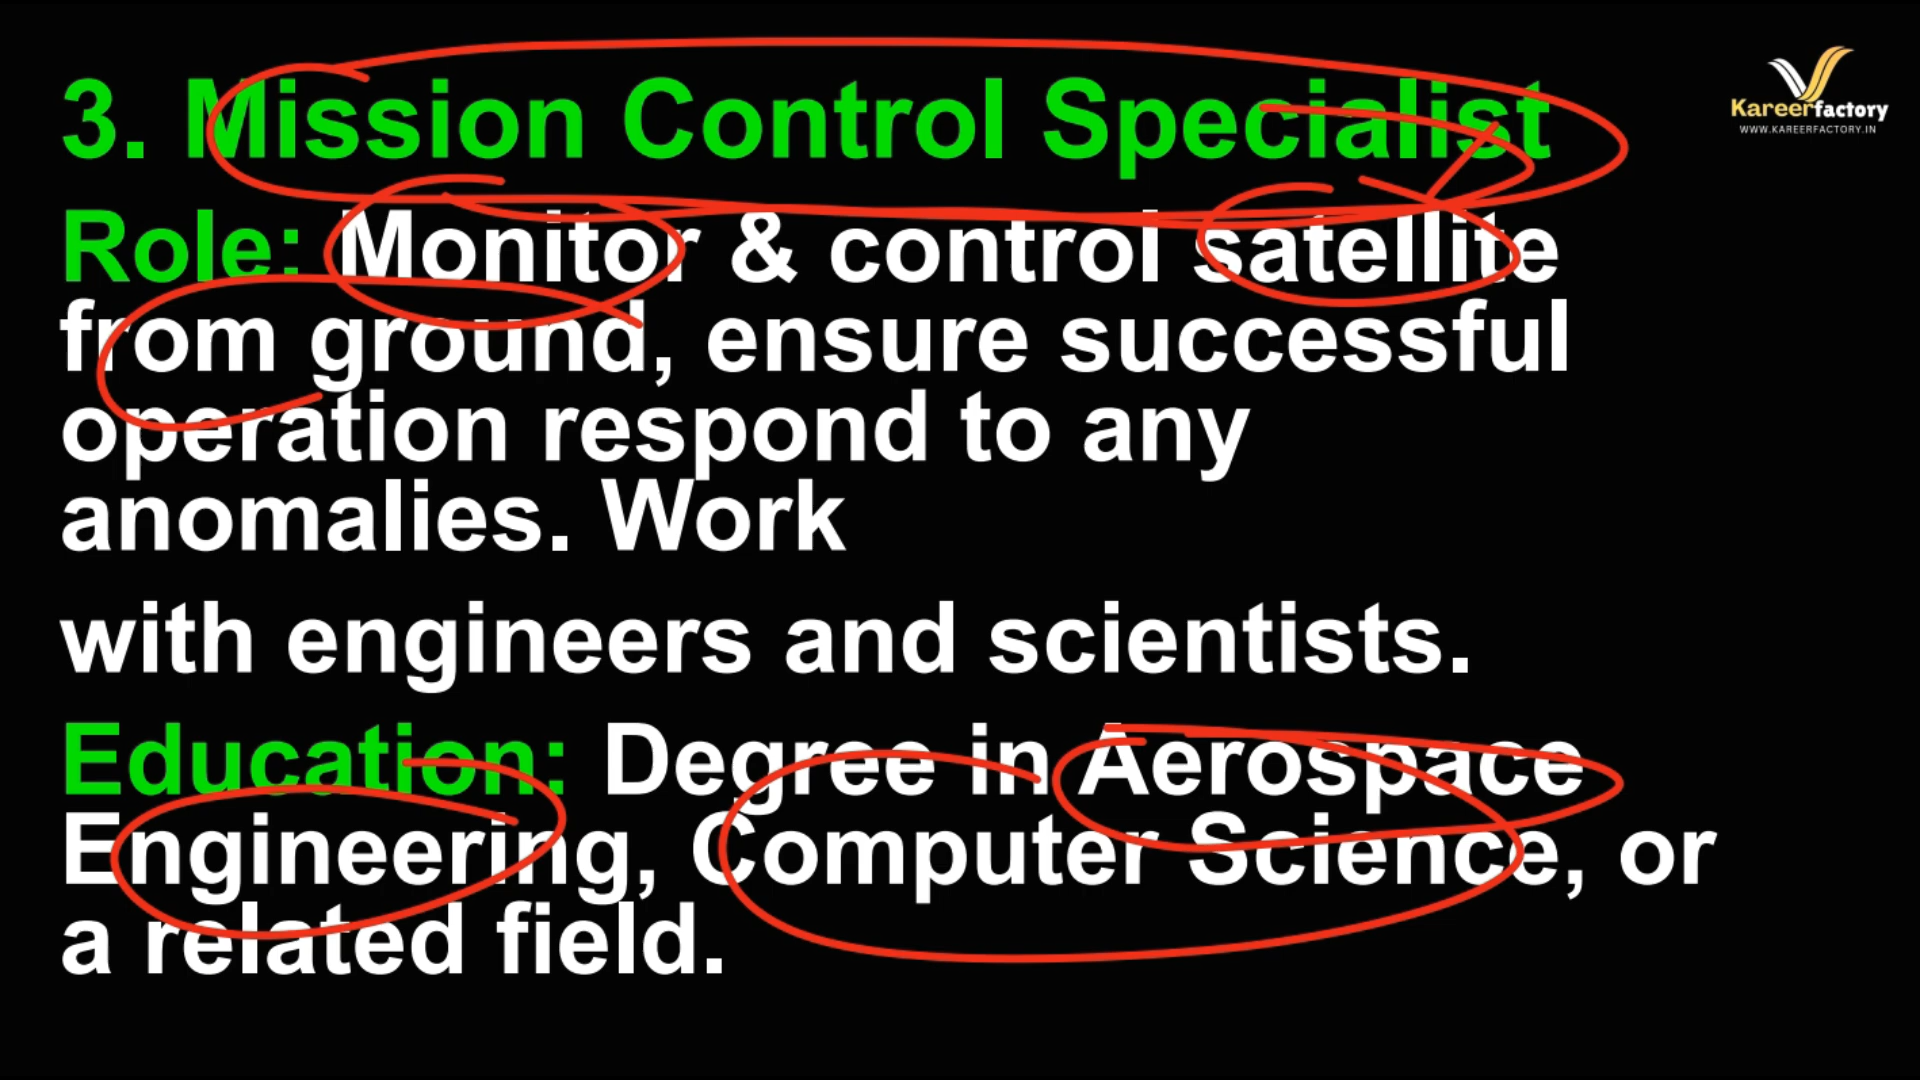 3. Mission Control Specialist
Kareerfactory
WWW.KAREERFACTORY.IN
Role: Monitor & control satellite
from ground, ensure successful
operation respond to any
anomalies. Work
with engineers and scientists.
Education: Degree in Aerospace
Engineering, Computer Science, or
a related field.